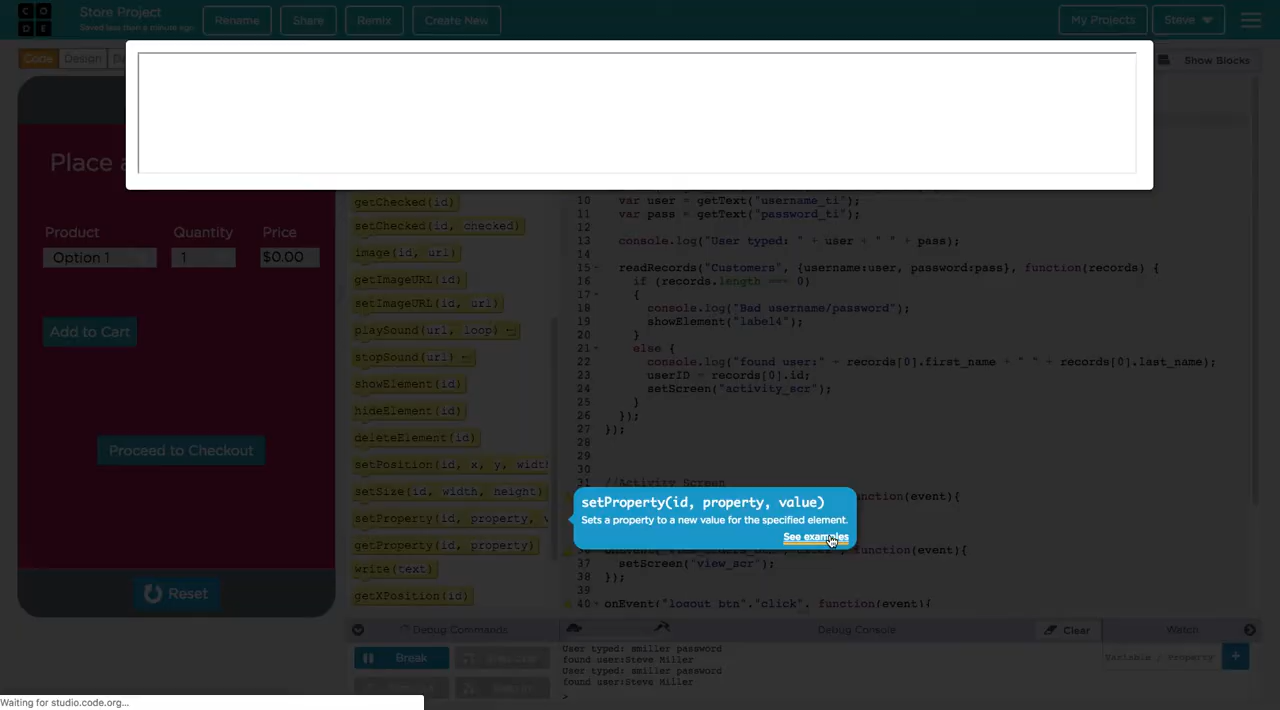 CO
DE
Store Project
Saved less than a minute ago
Rename
Share
Remix
Create New
My Projects
Steve
Code
Design
Show Blocks
Place
Product
Quantity
Price
Option 1
1
$0.00
Add to Cart
Proceed to Checkout
Reset
getChecked(id)
setChecked(id, checked)
image(id, url)
getImageURL(id)
setImageURL(id, url)
playSound(url, loop)
stopSound(url)
showElement(id)
hideElement(id)
deleteElement(id)
setPosition(id, x, y, width
setSize(id, width, height)
setProperty(id, property, v
getProperty(id, property)
write(text)
getXPosition(id)
10 var user = getText("username_ti");
11 var pass = getText("password_ti");
12
13 console.log("User typed: " + user + " " + pass);
14
15 readRecords("Customers", {username:user, password:pass}, function(records) {
16 if (records.length === 0)
17 {
18 console.log("Bad username/password");
19 showElement("label4");
20 }
21 else {
22 console.log("found user:" + records[0].first_name + " " + records[0].last_name);
23 userID = records[0].id;
24 setScreen("activity_scr");
25 }
26 });
27 });
28
29
30
31 //Activity Screen
function(event){
setProperty(id, property, value)
Sets a property to a new value for the specified element.
See examples
function(event){
37 setScreen("view_scr");
38 });
39
40 onEvent("logout_btn","click", function(event){
Debug Commands
Debug Console
Clear
Watch
Break
User typed: smiller password
found user:Steve Miller
User typed: smiller password
found user:Steve Miller
>
Variable / Property
+
Waiting for studio.code.org...